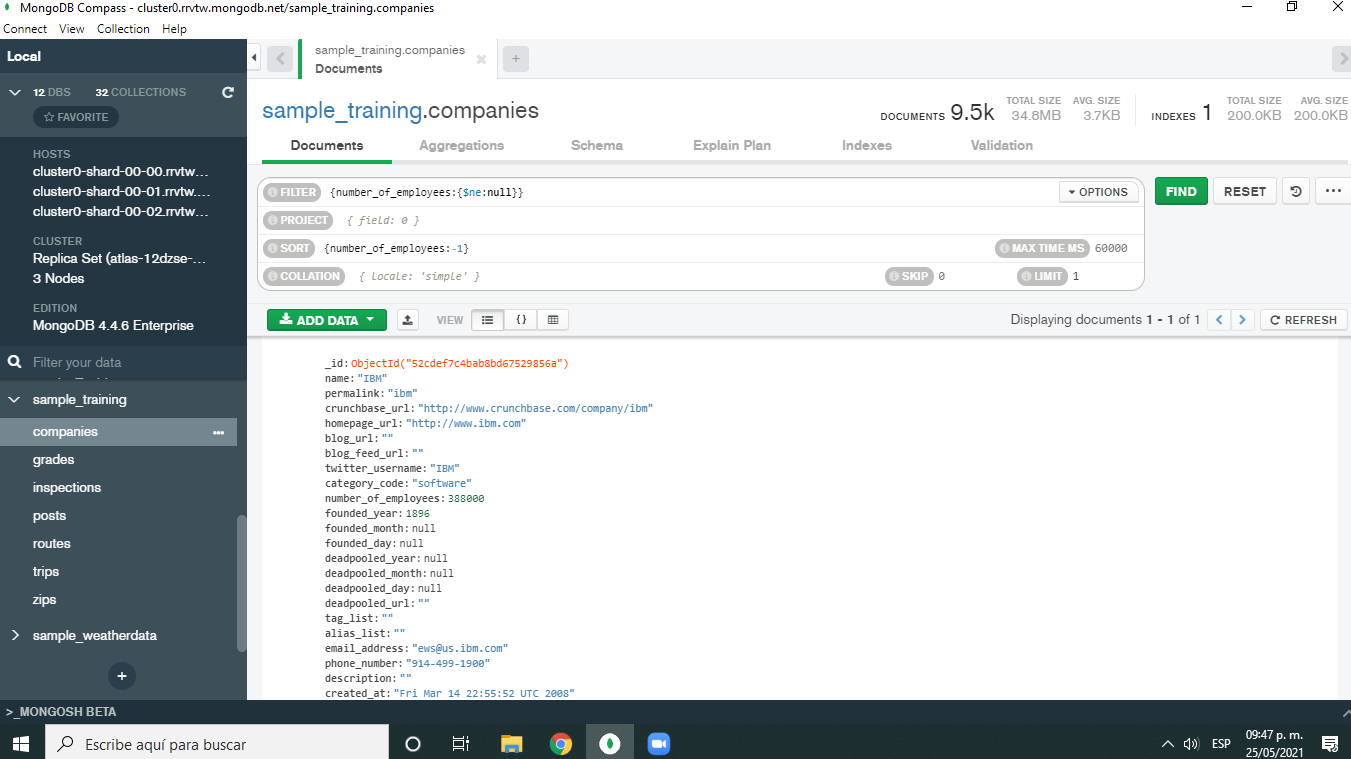 MongoDB Compass - cluster0.rrvtw.mongodb.net/sample_training.companies
Connect View Collection Help
Local
sample_training.companies
Documents
12 DBS 32 COLLECTIONS
FAVORITE
HOSTS
cluster0-shard-00-00.rrvtw...
cluster0-shard-00-01.rrvtw....
cluster0-shard-00-02.rrvtw...
CLUSTER
Replica Set (atlas-12dzse-...
3 Nodes
EDITION
MongoDB 4.4.6 Enterprise
Filter your data
sample_training
companies
grades
inspections
posts
routes
trips
zips
sample_weatherdata
sample_training.companies
DOCUMENTS 9.5k TOTAL SIZE 34.8MB AVG. SIZE 3.7KB INDEXES 1 TOTAL SIZE 200.0KB AVG. SIZE 200.0KB
Documents Aggregations Schema Explain Plan Indexes Validation
FILTER {number_of_employees:{$ne:null}} OPTIONS FIND RESET
PROJECT { field: 0 }
SORT {number_of_employees:-1} MAX TIME MS 60000
COLLATION { locale: 'simple' } SKIP 0 LIMIT 1
ADD DATA VIEW {} Displaying documents 1 - 1 of 1 REFRESH
_id: ObjectId("52cdef7c4bab8bd67529856a")
name: "IBM"
permalink: "ibm"
crunchbase_url: "http://www.crunchbase.com/company/ibm"
homepage_url: "http://www.ibm.com"
blog_url: ""
blog_feed_url: ""
twitter_username: "IBM"
category_code: "software"
number_of_employees: 388000
founded_year: 1896
founded_month: null
founded_day: null
deadpooled_year: null
deadpooled_month: null
deadpooled_day: null
deadpooled_url: ""
tag_list: ""
alias_list: ""
email_address: "ews@us.ibm.com"
phone_number: "914-499-1900"
description: ""
created_at: "Fri Mar 14 22:55:52 UTC 2008"
>_MONGOSH BETA
Escribe aquí para buscar
ESP
09:47 p. m.
25/05/2021